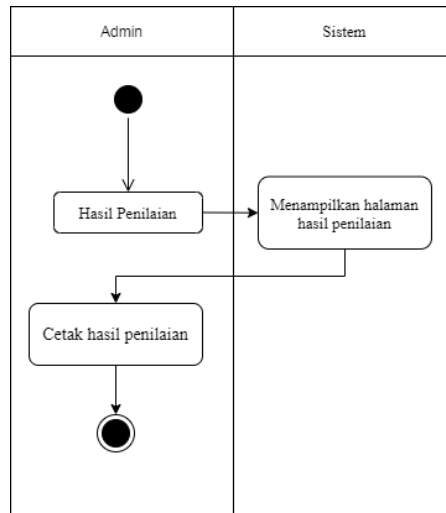 Admin
Sistem
Hasil Penilaian
Menampilkan halaman
hasil penilaian
Cetak hasil penilaian